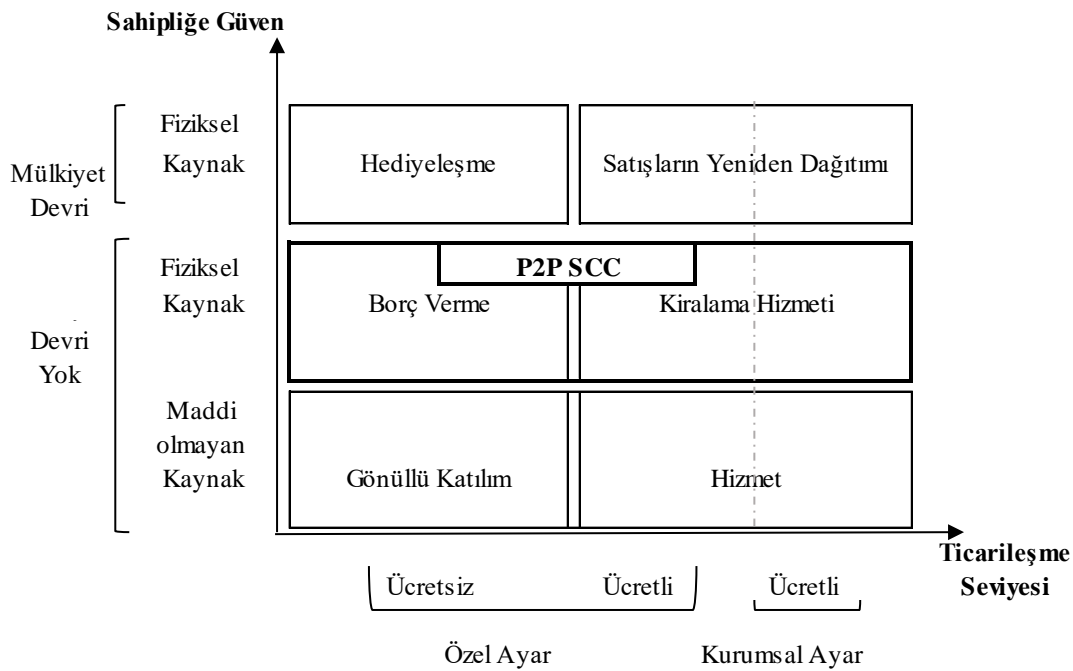 Sahipliğe Güven
Fiziksel
Kaynak
Hediyeleşme
Satışların Yeniden Dağıtımı
Mülkiyet
Devri
Fiziksel
Kaynak
P2P SCC
Borç Verme
Kiralama Hizmeti
Devri
Yok
Maddi
olmayan
Kaynak
Gönüllü Katılım
Hizmet
Ticarileşme
Seviyesi
Ücretsiz
Ücretli
Ücretli
Özel Ayar
Kurumsal Ayar